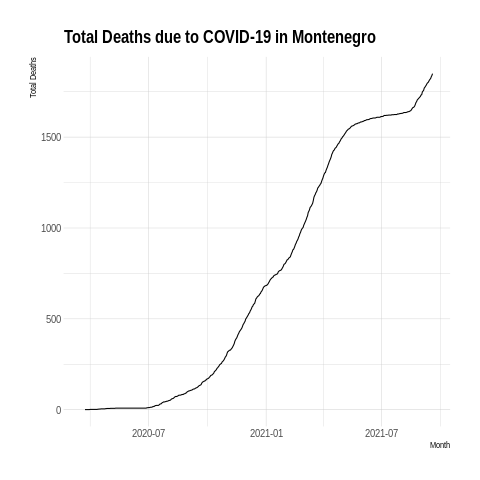 Total Deaths due to COVID-19 in Montenegro
Total Deaths
1500
1000
500
0
2020-07 2021-01 2021-07
Month